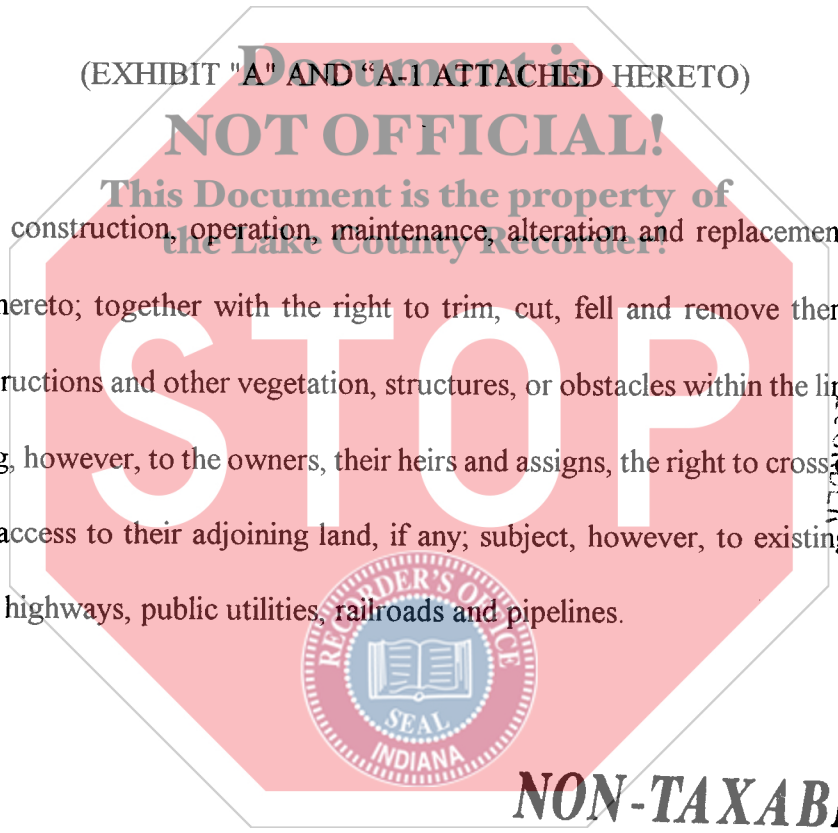 (EXHIBIT "A" AND “A-1 ATTACHED HERETO)
Document is
NOT OFFICIAL!
This Document is the property of
the Lake County Recorder!
construction, operation, maintenance, alteration and replacement
hereto; together with the right to trim, cut, fell and remove
STOP
ructions and other vegetation, structures, or obstacles within the
however, to the owners, their heirs and assigns, the right to cross
access to their adjoining land, if any; subject, however, to existing
highways, public utilities, railroads and pipelines.
RECORDER'S OFFICE
SEAL
INDIANA
NON-TAXAB